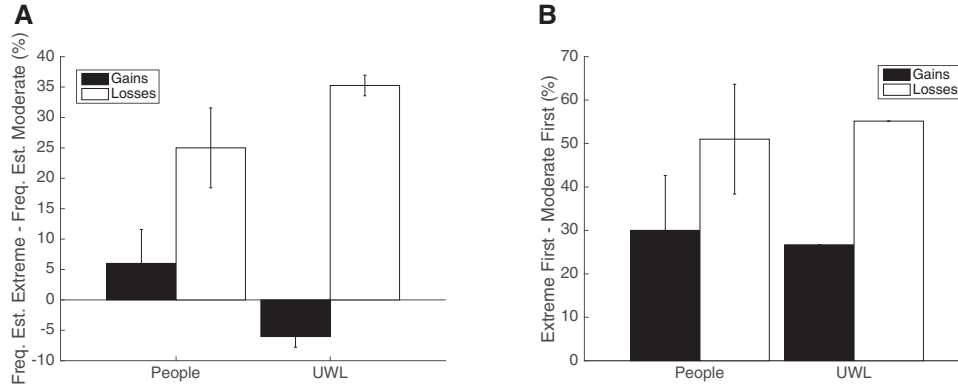 A
Freq. Est. Extreme - Freq. Est. Moderate (%)
40
35
30
25
20
15
10
5
0
-5
-10
Gains
Losses
People
UWL
B
Extreme First - Moderate First (%)
70
60
50
40
30
20
10
0
Gains
Losses
People
UWL